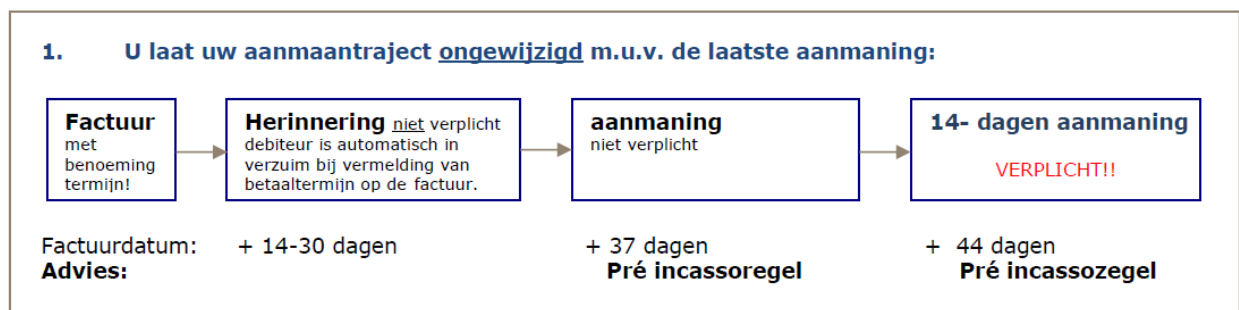 1. U laat uw aanmaantraject ongewijzigd m.u.v. de laatste aanmaning:
Factuur
met
benoeming
termijn!
Herinnering niet verplicht
debiteur is automatisch in
verzuim bij vermelding van
betaaltermijn op de factuur.
aanmaning
niet verplicht
14- dagen aanmaning
VERPLICHT!!
Factuurdatum: + 14-30 dagen + 37 dagen + 44 dagen
Advies: Pré incassoregel Pré incassozegel